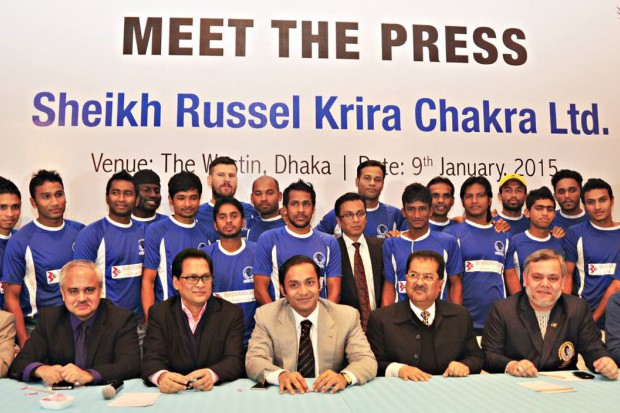 MEET THE PRESS
Sheikh Russel Krira Chakra Ltd.
Venue: The Westin, Dhaka | Date: 9th January, 2015